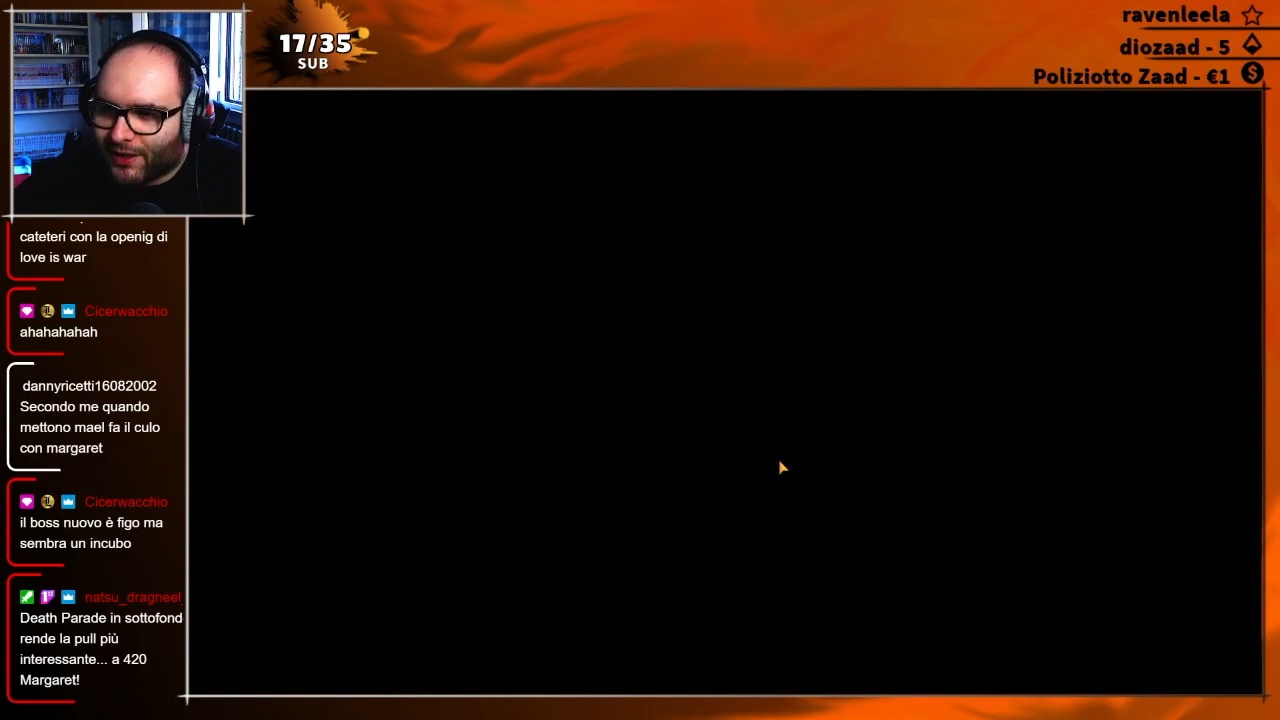 17/35
SUB
ravenleela
diozaad - 5
Poliziotto Zaad - €1
cateteri con la openig di
love is war
Cicerwacchio
ahahahahah
dannyricetti16082002
Secondo me quando
mettono mael fa il culo
con margaret
Cicerwacchio
il boss nuovo è figo ma
sembra un incubo
natsu_dragneel_
Death Parade in sottofond
rende la pull più
interessante... a 420
Margaret!